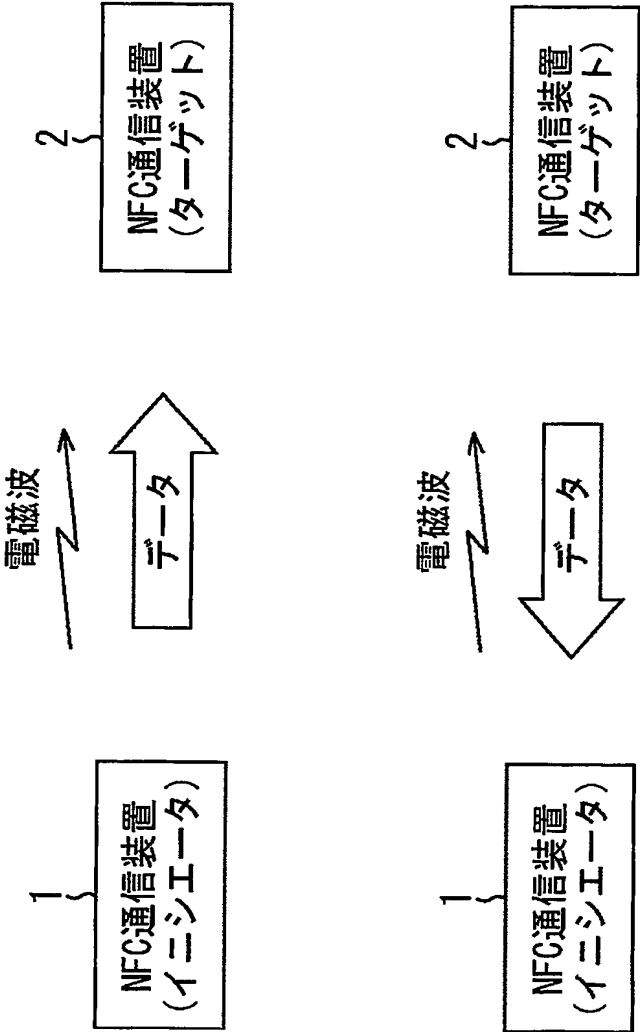 1
NFC通信装置
(イニシエータ)
電磁波
データ
2
NFC通信装置
(ターゲット)
1
NFC通信装置
(イニシエータ)
電磁波
データ
2
NFC通信装置
(ターゲット)